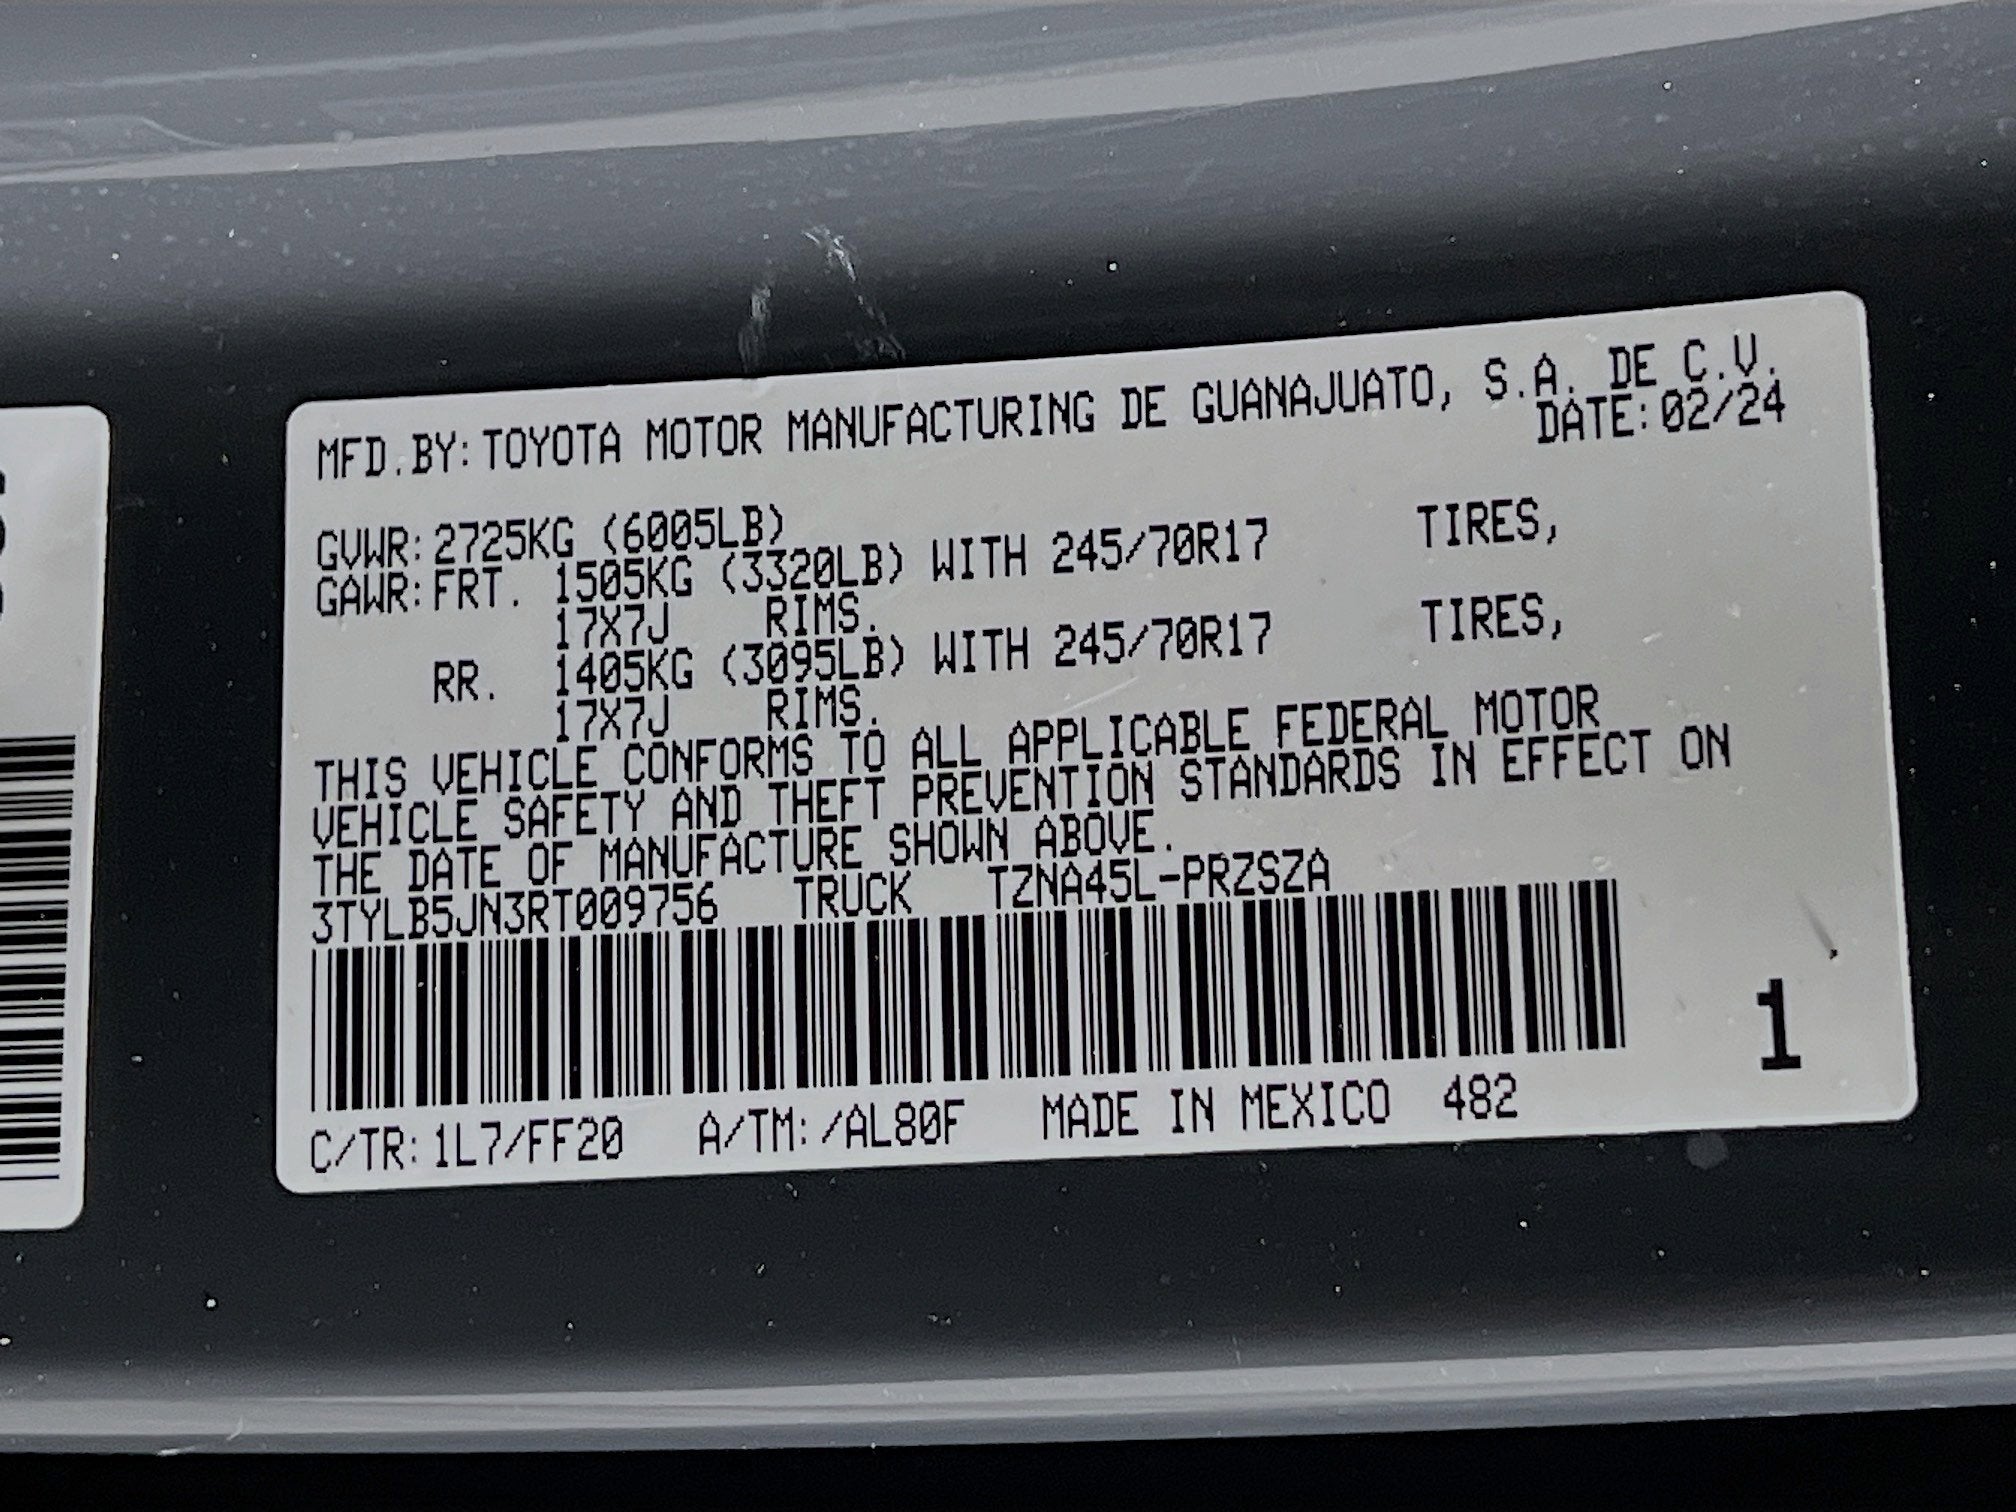 MFD.BY:TOYOTA MOTOR MANUFACTURING DE GUANAJUATO, S.A. DE C.V.
DATE:02/24
GVWR:2725KG (6005LB)
GAWR:FRT. 1505KG (3320LB) WITH 245/70R17 TIRES,
17X7J RIMS.
RR. 1405KG (3095LB) WITH 245/70R17 TIRES,
17X7J RIMS.
THIS VEHICLE CONFORMS TO ALL APPLICABLE FEDERAL MOTOR
VEHICLE SAFETY AND THEFT PREVENTION STANDARDS IN EFFECT ON
THE DATE OF MANUFACTURE SHOWN ABOVE.
3TYLB5JN3RT009756 TRUCK TZNA45L-PRZSZA
1
C/TR:1L7/FF20 A/TM:/AL80F MADE IN MEXICO 482